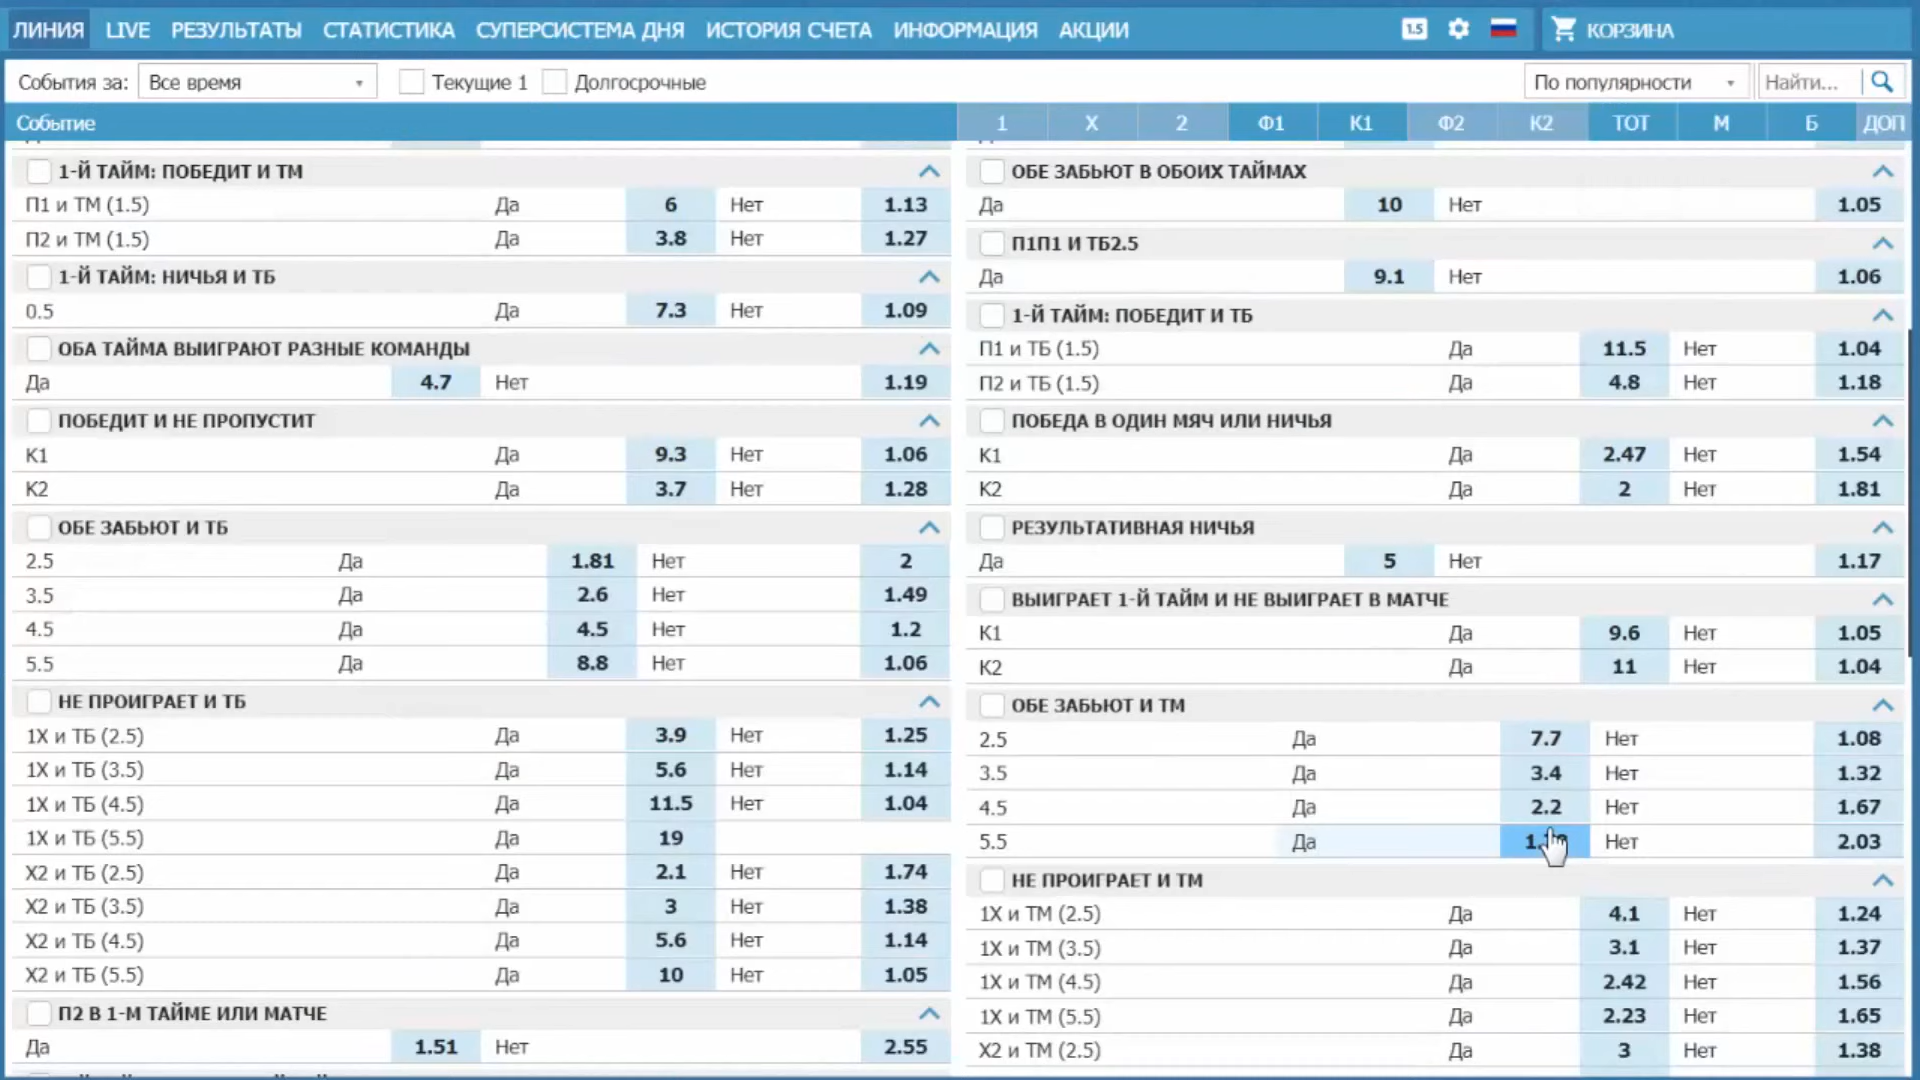 ЛИНИЯ LIVE РЕЗУЛЬТАТЫ СТАТИСТИКА СУПЕРСИСТЕМА ДНЯ ИСТОРИЯ СЧЕТА ИНФОРМАЦИЯ АКЦИИ 1.5 КОРЗИНА
События за: Все время Текущие 1 Долгосрочные По популярности Найти...
Событие 1 X 2 Ф1 К1 Ф2 К2 ТОТ М Б ДОП
1-Й ТАЙМ: ПОБЕДИТ И ТМ
П1 и ТМ (1.5) Да 6 Нет 1.13
П2 и ТМ (1.5) Да 3.8 Нет 1.27
1-Й ТАЙМ: НИЧЬЯ И ТБ
0.5 Да 7.3 Нет 1.09
ОБА ТАЙМА ВЫИГРАЮТ РАЗНЫЕ КОМАНДЫ
Да 4.7 Нет 1.19
ПОБЕДИТ И НЕ ПРОПУСТИТ
К1 Да 9.3 Нет 1.06
К2 Да 3.7 Нет 1.28
ОБЕ ЗАБЬЮТ И ТБ
2.5 Да 1.81 Нет 2
3.5 Да 2.6 Нет 1.49
4.5 Да 4.5 Нет 1.2
5.5 Да 8.8 Нет 1.06
НЕ ПРОИГРАЕТ И ТБ
1X и ТБ (2.5) Да 3.9 Нет 1.25
1X и ТБ (3.5) Да 5.6 Нет 1.14
1X и ТБ (4.5) Да 11.5 Нет 1.04
1X и ТБ (5.5) Да 19
X2 и ТБ (2.5) Да 2.1 Нет 1.74
X2 и ТБ (3.5) Да 3 Нет 1.38
X2 и ТБ (4.5) Да 5.6 Нет 1.14
X2 и ТБ (5.5) Да 10 Нет 1.05
П2 В 1-М ТАЙМЕ ИЛИ МАТЧЕ
Да 1.51 Нет 2.55
ОБЕ ЗАБЬЮТ В ОБОИХ ТАЙМАХ
Да 10 Нет 1.05
П1П1 И ТБ2.5
Да 9.1 Нет 1.06
1-Й ТАЙМ: ПОБЕДИТ И ТБ
П1 и ТБ (1.5) Да 11.5 Нет 1.04
П2 и ТБ (1.5) Да 4.8 Нет 1.18
ПОБЕДА В ОДИН МЯЧ ИЛИ НИЧЬЯ
К1 Да 2.47 Нет 1.54
К2 Да 2 Нет 1.81
РЕЗУЛЬТАТИВНАЯ НИЧЬЯ
Да 5 Нет 1.17
ВЫИГРАЕТ 1-Й ТАЙМ И НЕ ВЫИГРАЕТ В МАТЧЕ
К1 Да 9.6 Нет 1.05
К2 Да 11 Нет 1.04
ОБЕ ЗАБЬЮТ И ТМ
2.5 Да 7.7 Нет 1.08
3.5 Да 3.4 Нет 1.32
4.5 Да 2.2 Нет 1.67
5.5 Да Нет 2.03
НЕ ПРОИГРАЕТ И ТМ
1X и ТМ (2.5) Да 4.1 Нет 1.24
1X и ТМ (3.5) Да 3.1 Нет 1.37
1X и ТМ (4.5) Да 2.42 Нет 1.56
1X и ТМ (5.5) Да 2.23 Нет 1.65
X2 и ТМ (2.5) Да 3 Нет 1.38